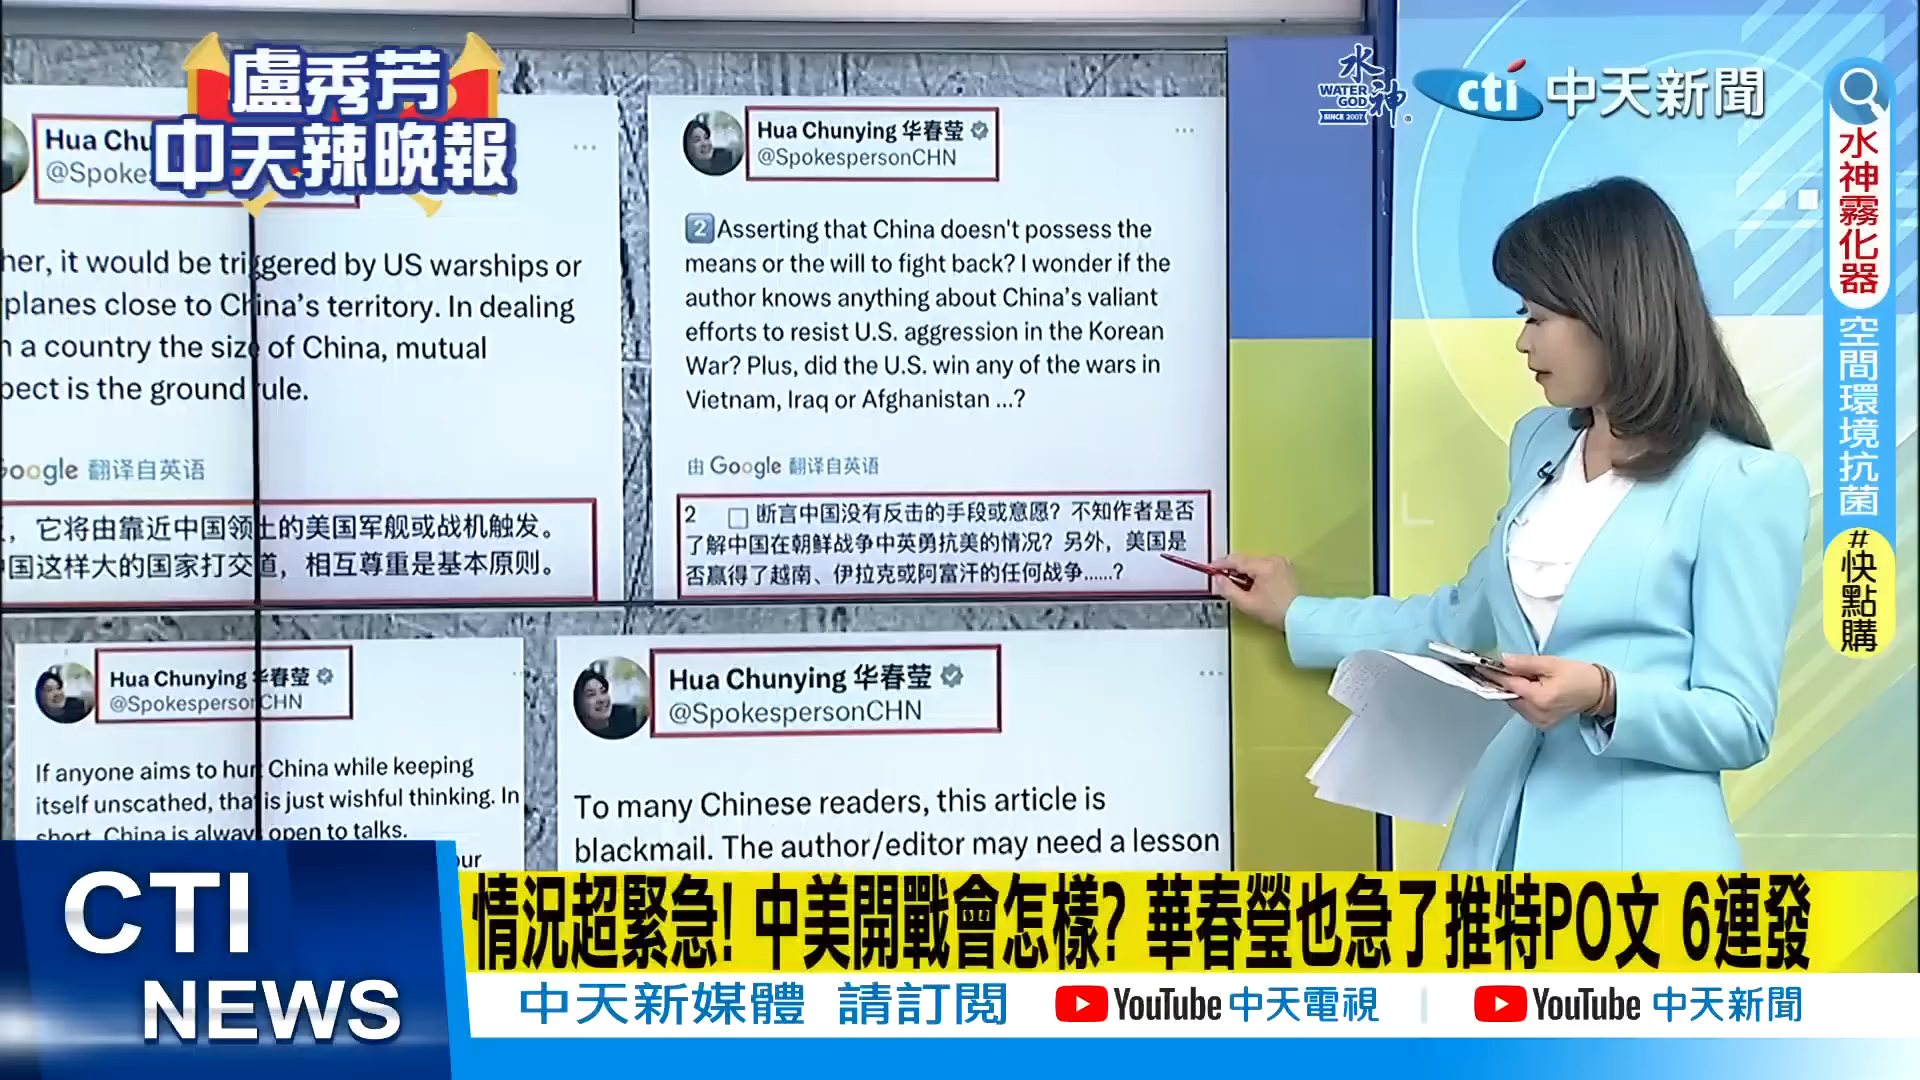 盧秀芳
中天辣晚報
Hua Chu
@Spokes
her, it would be triggered by US warships or
planes close to China's territory. In dealing
a country the size of China, mutual
pect is the ground rule.
Google 翻译自英语
它将由靠近中国领土的美国军舰或战机触发。
国这样大的国家打交道，相互尊重是基本原则。
Hua Chunying 华春莹
@SpokespersonCHN
2 Asserting that China doesn't possess the
means or the will to fight back? I wonder if the
author knows anything about China's valiant
efforts to resist U.S. aggression in the Korean
War? Plus, did the U.S. win any of the wars in
Vietnam, Iraq or Afghanistan ...?
由 Google 翻译自英语
2 断言中国没有反击的手段或意愿？不知作者是否
了解中国在朝鲜战争中英勇抗美的情况？另外，美国是
否赢得了越南、伊拉克或阿富汗的任何战争......？
Hua Chunying 华春莹
@SpokespersonCHN
If anyone aims to hurt China while keeping
itself unscathed, that is just wishful thinking. In
short, China is always open to talks.
our
Hua Chunying 华春莹
@SpokespersonCHN
To many Chinese readers, this article is
blackmail. The author/editor may need a lesson
水神
WATER GOD
SINCE 2007
cti 中天新聞
水神霧化器
空間環境抗菌
#快點購
CTI
NEWS
情況超緊急! 中美開戰會怎樣? 華春瑩也急了推特PO文 6連發
中天新媒體 請訂閱 YouTube 中天電視 | YouTube 中天新聞